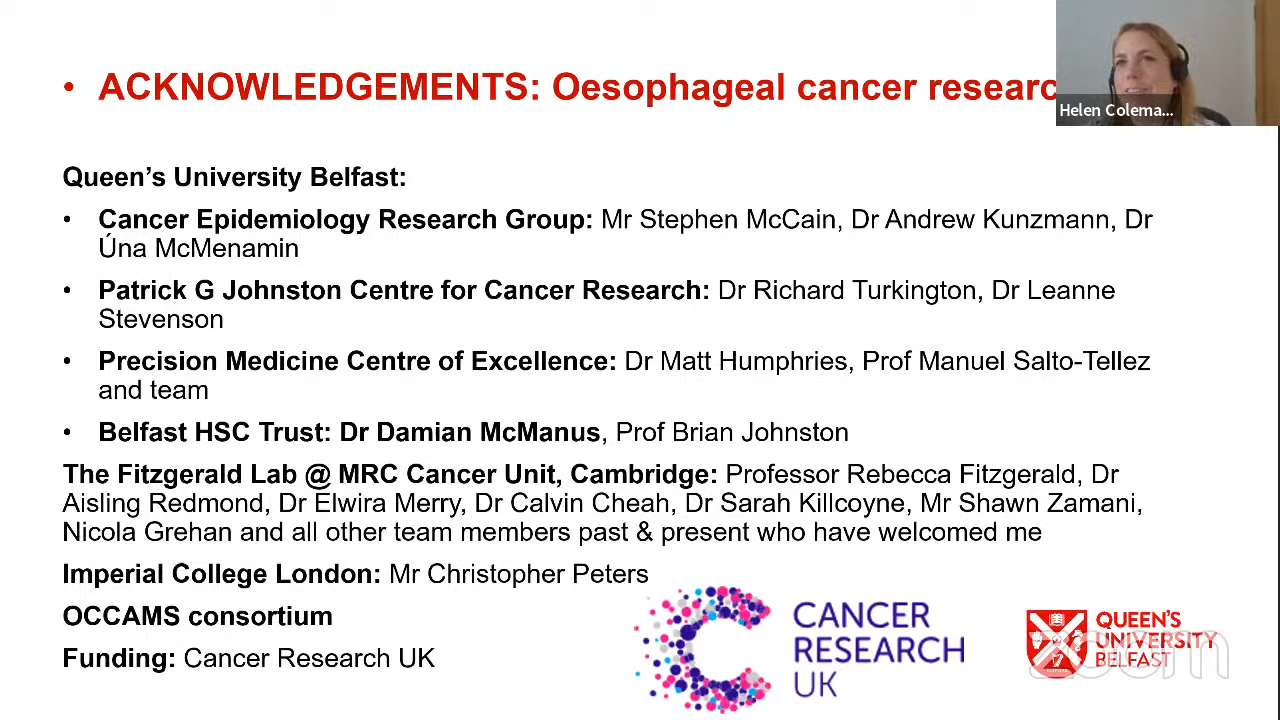 • ACKNOWLEDGEMENTS: Oesophageal cancer researc
Helen Colema...
Queen's University Belfast:
• Cancer Epidemiology Research Group: Mr Stephen McCain, Dr Andrew Kunzmann, Dr
Úna McMenamin
• Patrick G Johnston Centre for Cancer Research: Dr Richard Turkington, Dr Leanne
Stevenson
• Precision Medicine Centre of Excellence: Dr Matt Humphries, Prof Manuel Salto-Tellez
and team
• Belfast HSC Trust: Dr Damian McManus, Prof Brian Johnston
The Fitzgerald Lab @ MRC Cancer Unit, Cambridge: Professor Rebecca Fitzgerald, Dr
Aisling Redmond, Dr Elwira Merry, Dr Calvin Cheah, Dr Sarah Killcoyne, Mr Shawn Zamani,
Nicola Grehan and all other team members past & present who have welcomed me
Imperial College London: Mr Christopher Peters
OCCAMS consortium
Funding: Cancer Research UK
CANCER
RESEARCH
UK
QUEEN'S
UNIVERSITY
BELFAST
zoom